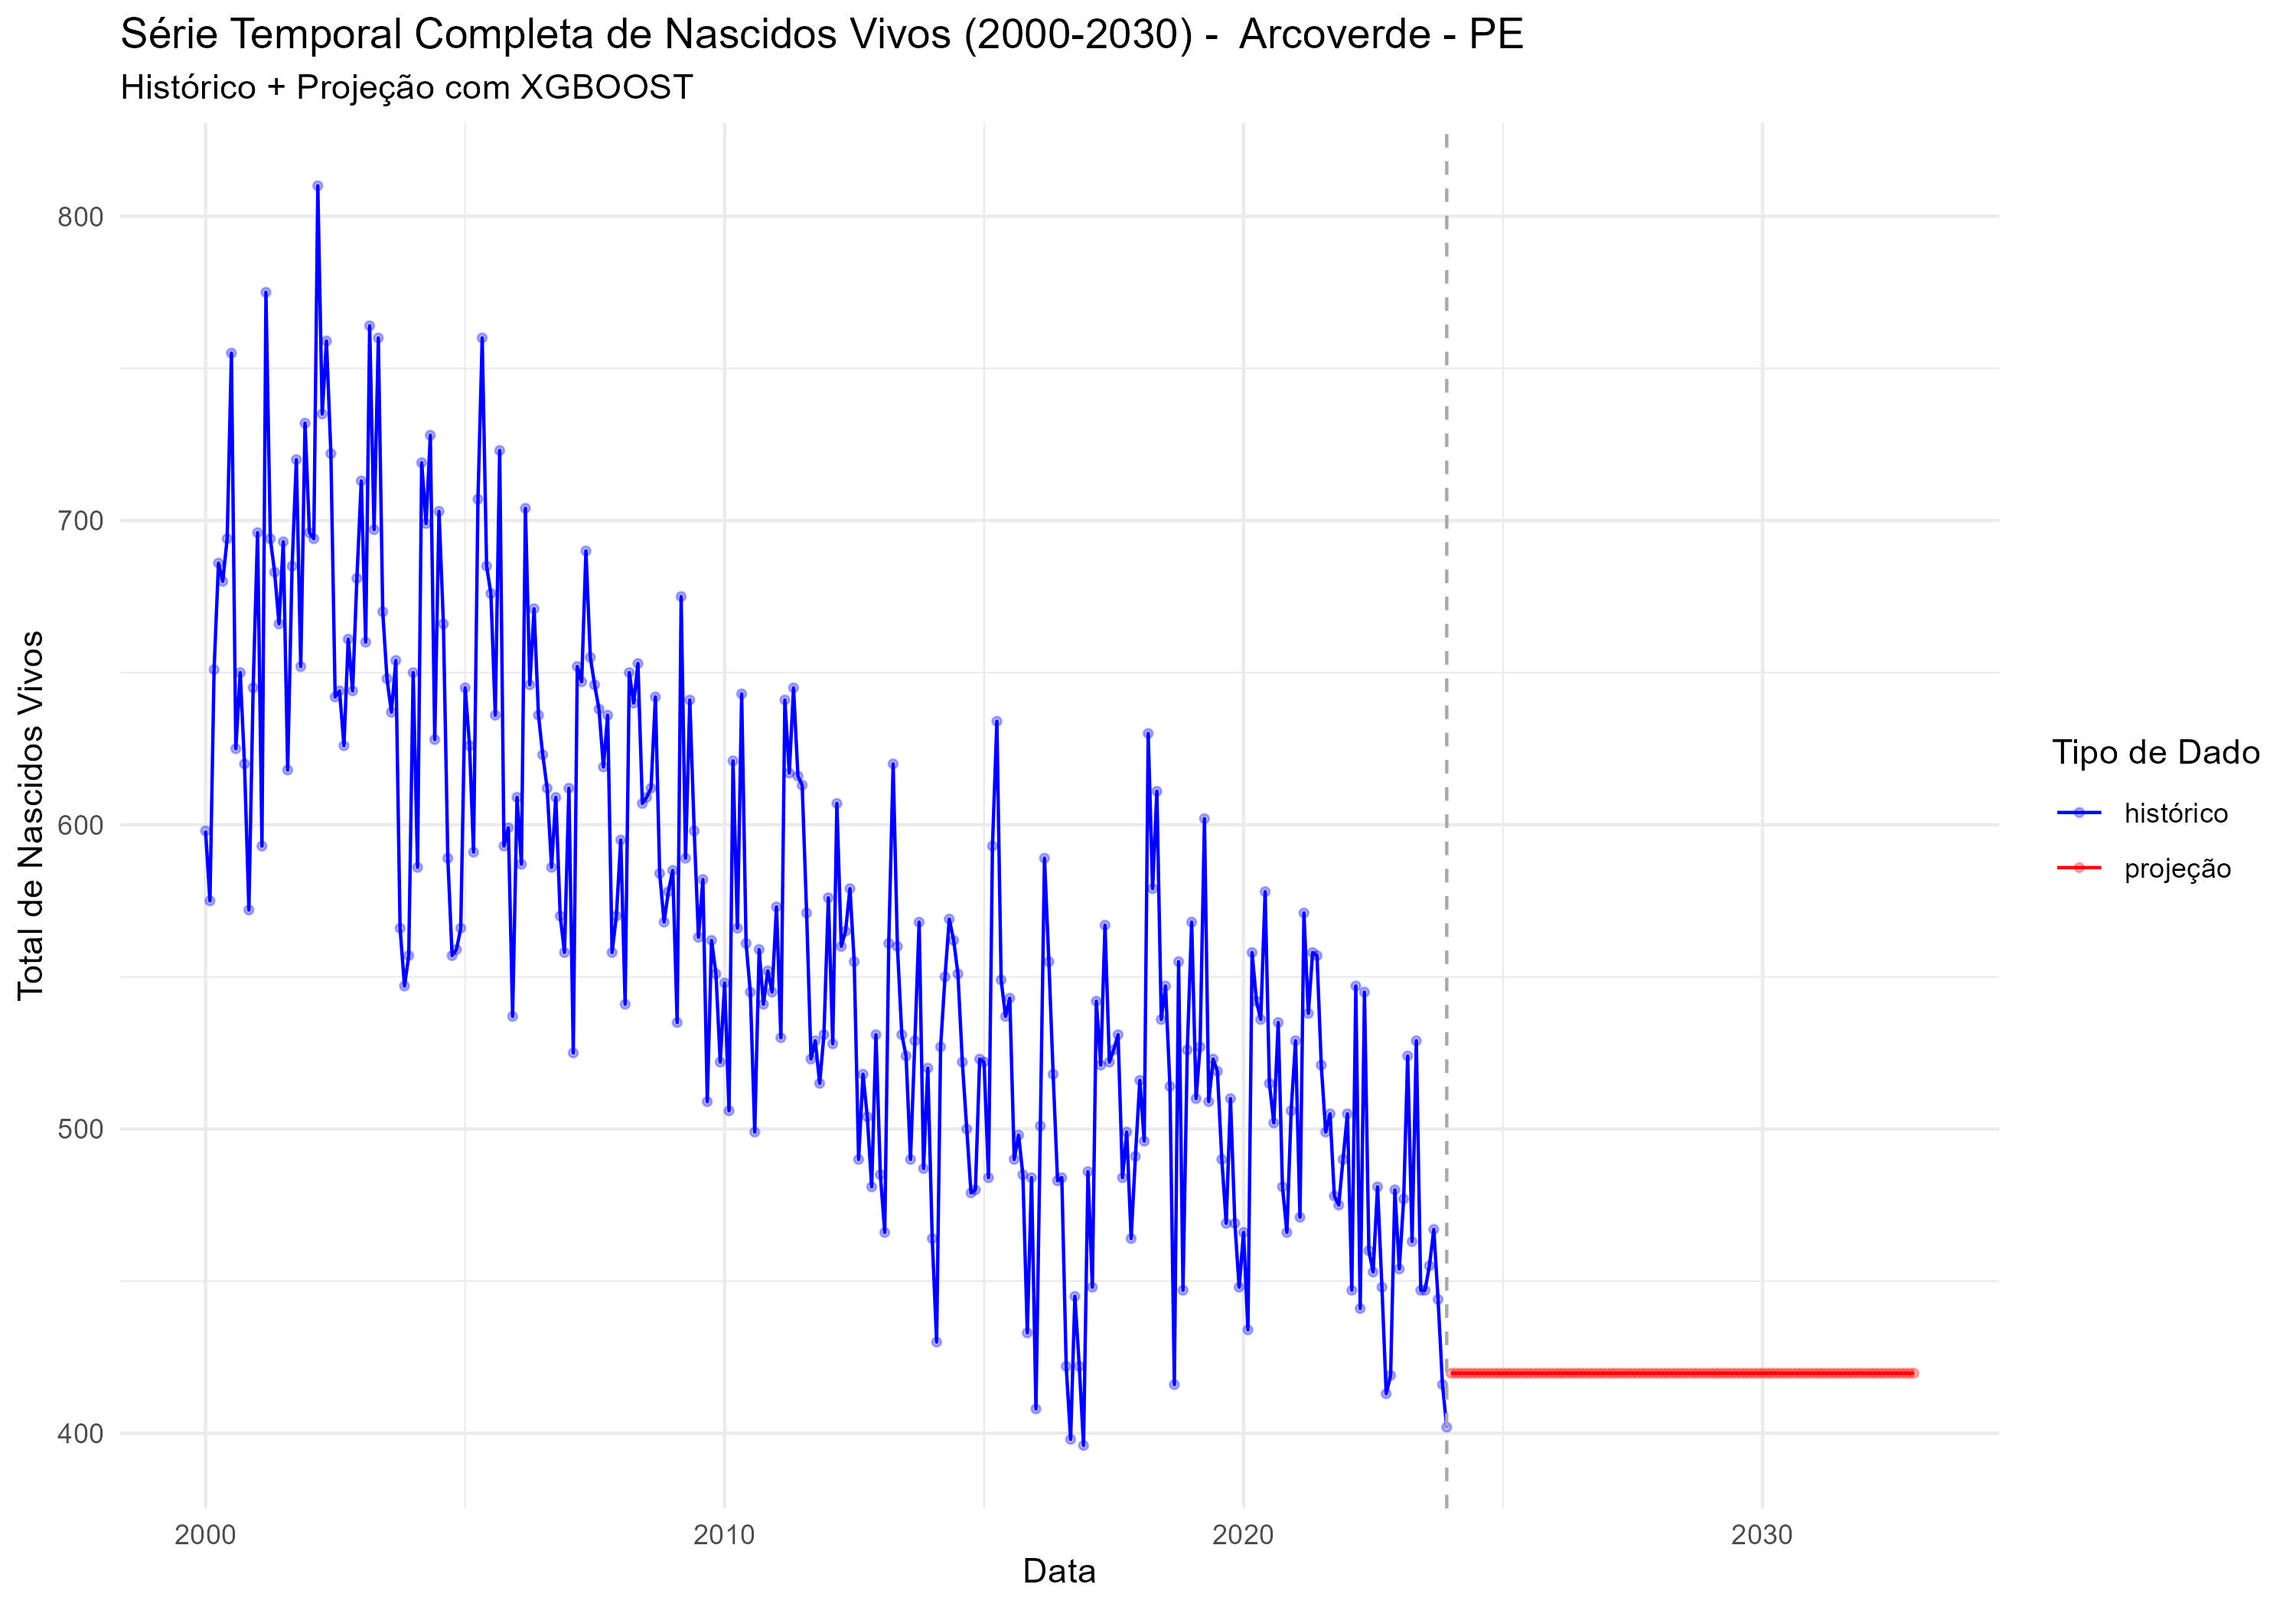 Série Temporal Completa de Nascidos Vivos (2000-2030) -  Arcoverde - PE
Histórico + Projeção com XGBOOST
Total de Nascidos Vivos
800
700
600
500
400
2000
2010
2020
2030
Data
Tipo de Dado
histórico
projeção